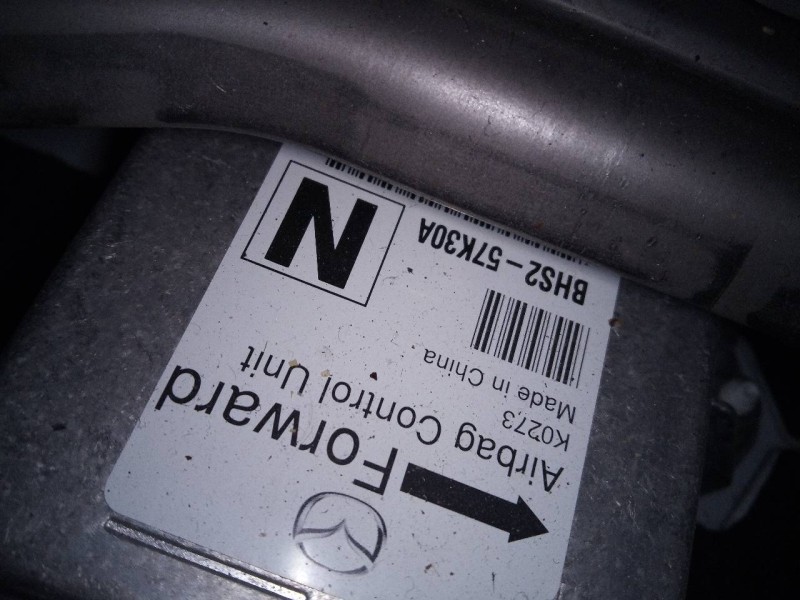 Forward
Airbag Control Unit
K0273
Made in China
BHS2-57K30A
N